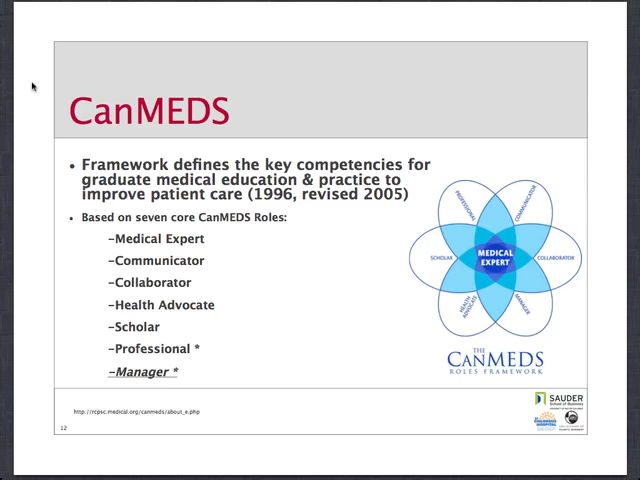 CanMEDS
• Framework defines the key competencies for
graduate medical education & practice to
improve patient care (1996, revised 2005)
• Based on seven core CanMEDS Roles:
–Medical Expert
–Communicator
–Collaborator
–Health Advocate
–Scholar
–Professional *
–Manager *
PROFESSIONAL
COMMUNICATOR
SCHOLAR
MEDICAL
EXPERT
COLLABORATOR
HEALTH
ADVOCATE
MANAGER
THE
CANMEDS
ROLES FRAMEWORK
http://rcpsc.medical.org/canmeds/about_e.php
12
SAUDER
School of Business